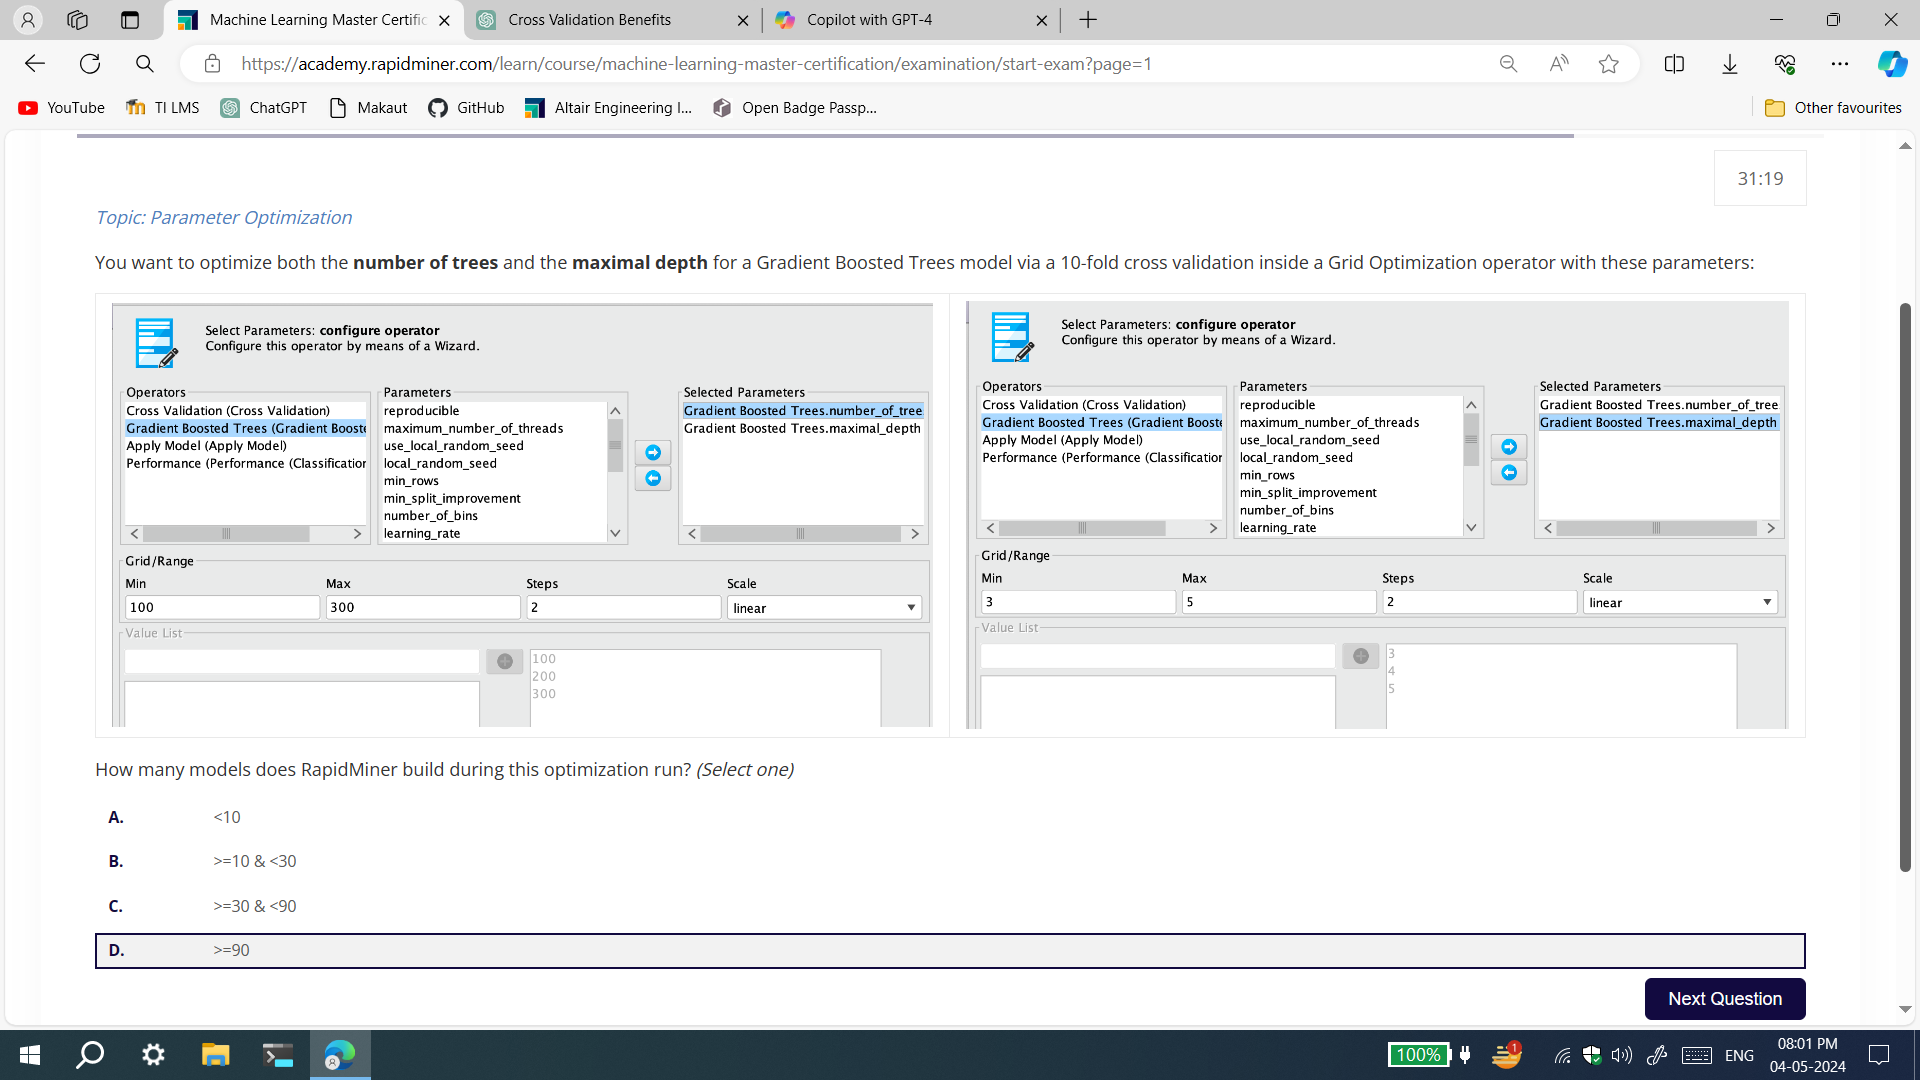 Machine Learning Master Certific
Cross Validation Benefits
Copilot with GPT-4
https://academy.rapidminer.com/learn/course/machine-learning-master-certification/examination/start-exam?page=1
YouTube
TI LMS
ChatGPT
Makaut
GitHub
Altair Engineering I...
Open Badge Passp...
Other favourites
31:19
Topic: Parameter Optimization
You want to optimize both the number of trees and the maximal depth for a Gradient Boosted Trees model via a 10-fold cross validation inside a Grid Optimization operator with these parameters:
Select Parameters: configure operator
Configure this operator by means of a Wizard.
Operators
Cross Validation (Cross Validation)
Gradient Boosted Trees (Gradient Booste
Apply Model (Apply Model)
Performance (Performance (Classification
Parameters
reproducible
maximum_number_of_threads
use_local_random_seed
local_random_seed
min_rows
min_split_improvement
number_of_bins
learning_rate
Selected Parameters
Gradient Boosted Trees.number_of_tree
Gradient Boosted Trees.maximal_depth
Grid/Range
Min Max Steps Scale
100 300 2 linear
Value List
100
200
300
Select Parameters: configure operator
Configure this operator by means of a Wizard.
Operators
Cross Validation (Cross Validation)
Gradient Boosted Trees (Gradient Booste
Apply Model (Apply Model)
Performance (Performance (Classification
Parameters
reproducible
maximum_number_of_threads
use_local_random_seed
local_random_seed
min_rows
min_split_improvement
number_of_bins
learning_rate
Selected Parameters
Gradient Boosted Trees.number_of_tree
Gradient Boosted Trees.maximal_depth
Grid/Range
Min Max Steps Scale
3 5 2 linear
Value List
3
4
5
How many models does RapidMiner build during this optimization run? (Select one)
A. <10
B. >=10 & <30
C. >=30 & <90
D. >=90
Next Question
100%
1
ENG
08:01 PM
04-05-2024